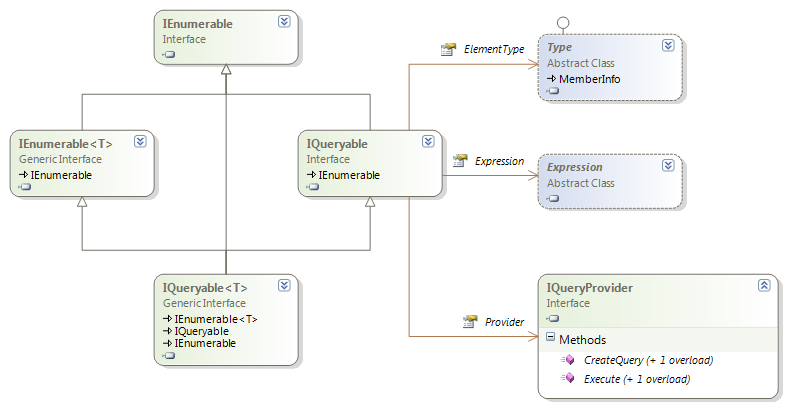 IEnumerable
Interface
IEnumerable<T>
Generic Interface
IEnumerable
IQueryable
Interface
IEnumerable
IQueryable<T>
Generic Interface
IEnumerable<T>
IQueryable
IEnumerable
ElementType
Type
Abstract Class
MemberInfo
Expression
Expression
Abstract Class
Provider
IQueryProvider
Interface
Methods
CreateQuery (+ 1 overload)
Execute (+ 1 overload)